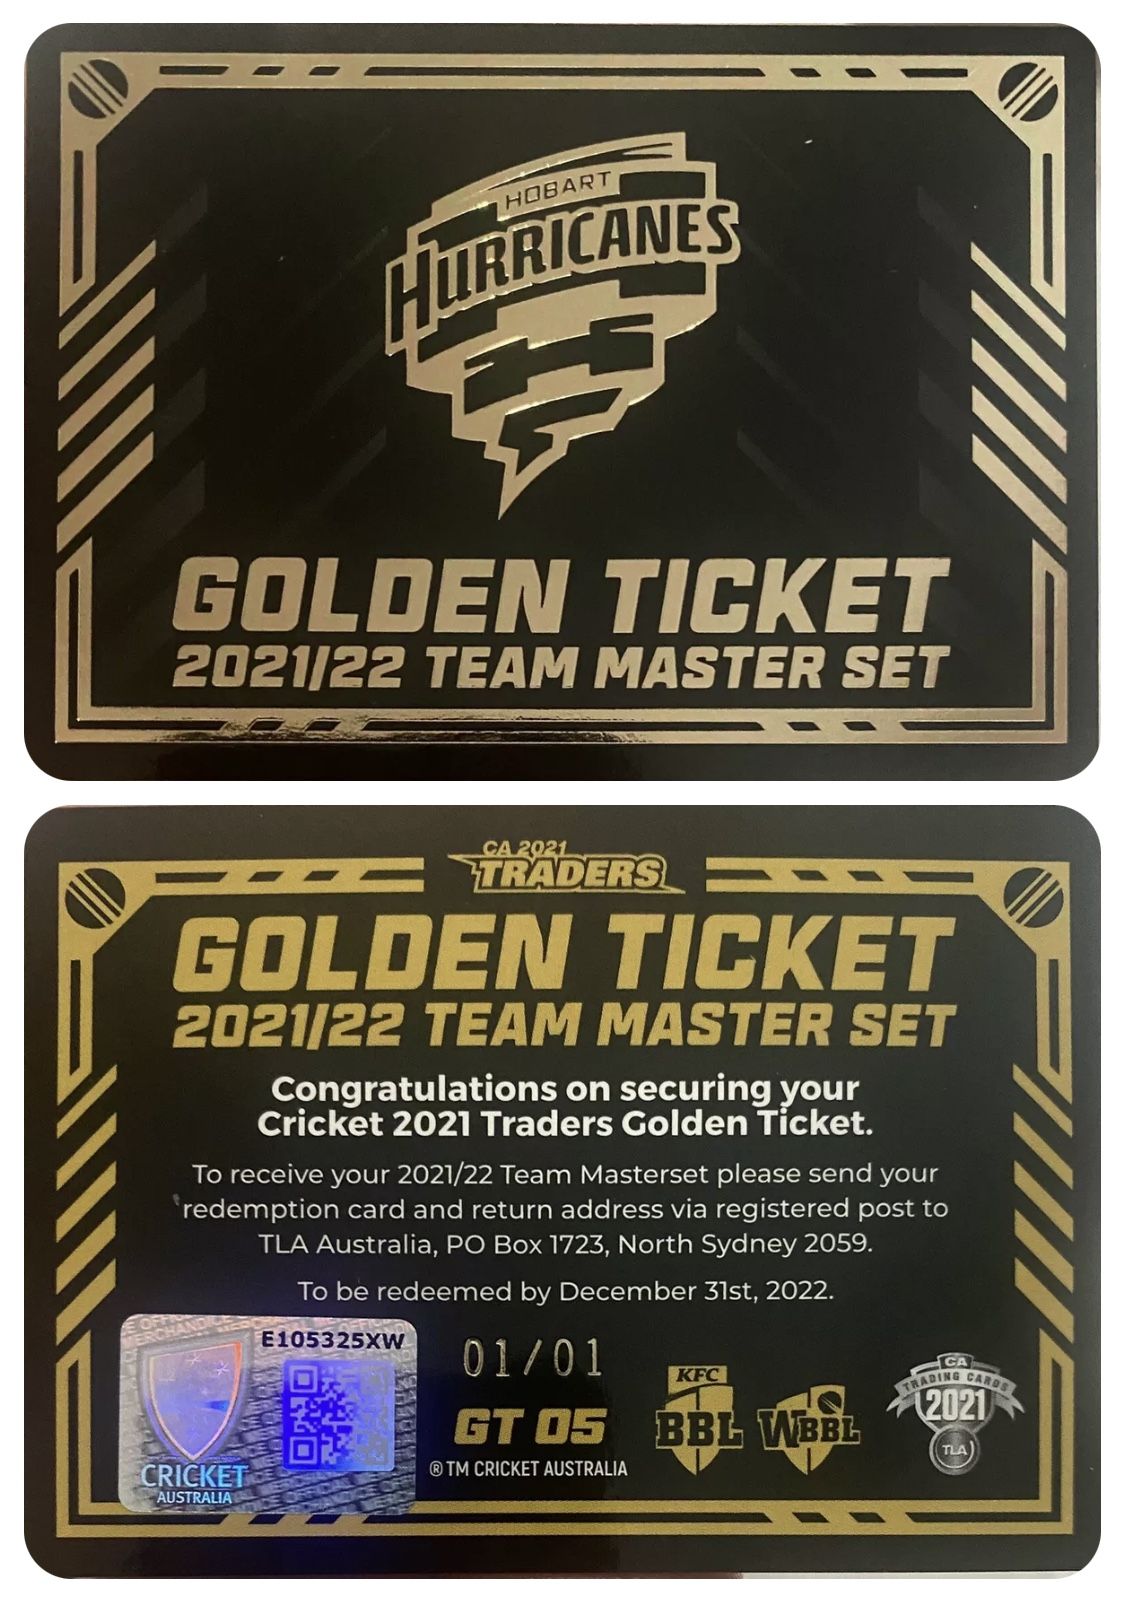 HOBART
HURRICANES
GOLDEN TICKET
2021/22 TEAM MASTER SET
CA 2021
TRADERS
GOLDEN TICKET
2021/22 TEAM MASTER SET
Congratulations on securing your
Cricket 2021 Traders Golden Ticket.
To receive your 2021/22 Team Masterset please send your
redemption card and return address via registered post to
TLA Australia, PO Box 1723, North Sydney 2059.
To be redeemed by December 31st, 2022.
E105325XW
CRICKET
AUSTRALIA
01/01
GT 05
® TM CRICKET AUSTRALIA
KFC
BBL
WBBL
CA
TRADING CARDS
2021
TLA